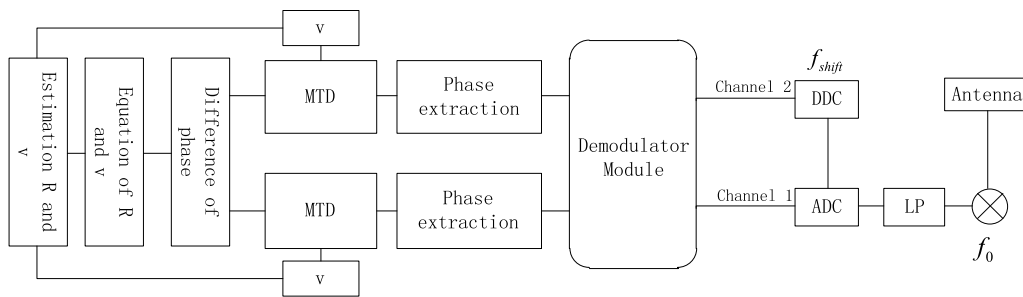 v
Estimation R and
v
Equation of R
and v
Difference of
phase
MTD
Phase
extraction
MTD
Phase
extraction
v
Demodulator
Module
Channel 2
Channel 1
f_shift
DDC
ADC
LP
Antenna
f_0